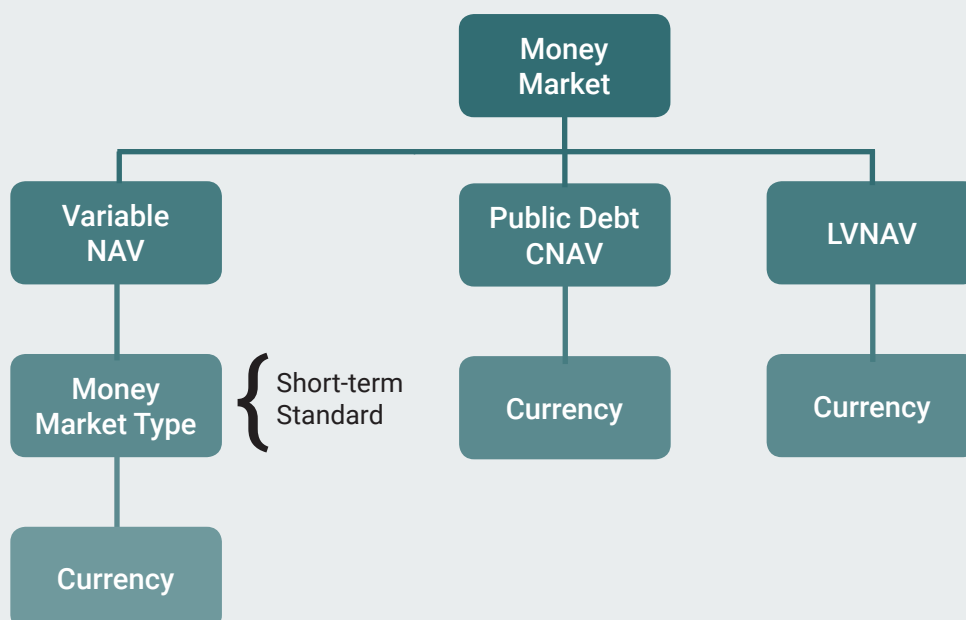 Money
Market
Variable
NAV
Public Debt
CNAV
LVNAV
Money
Market Type
Short-term
Standard
Currency
Currency
Currency